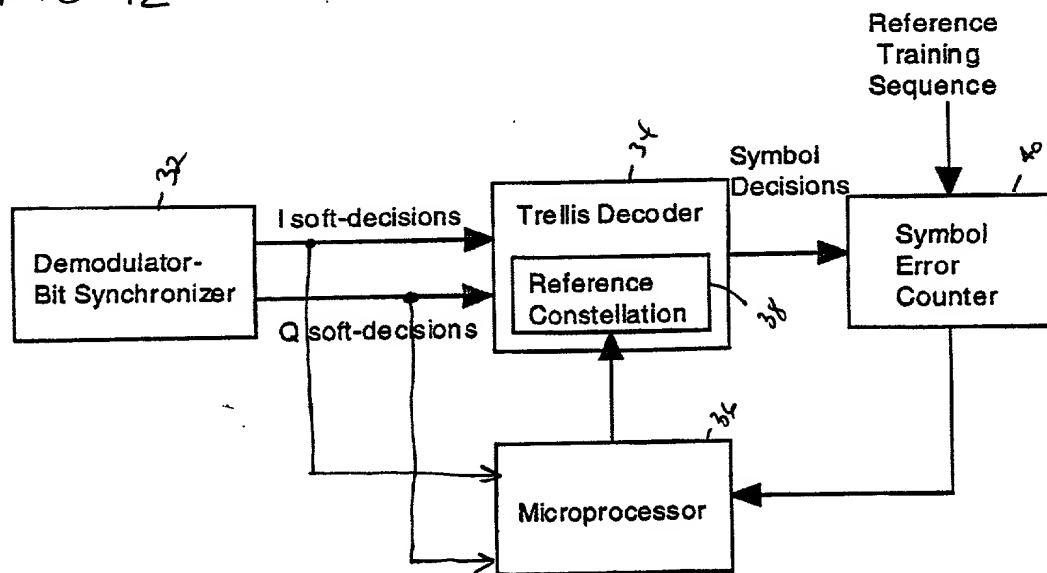 Reference
Training
Sequence
32
34
Symbol
Decisions
40
I soft-decisions
Trellis Decoder
Demodulator-
Bit Synchronizer
Symbol
Error
Counter
Reference
Constellation
38
Q soft-decisions
36
Microprocessor